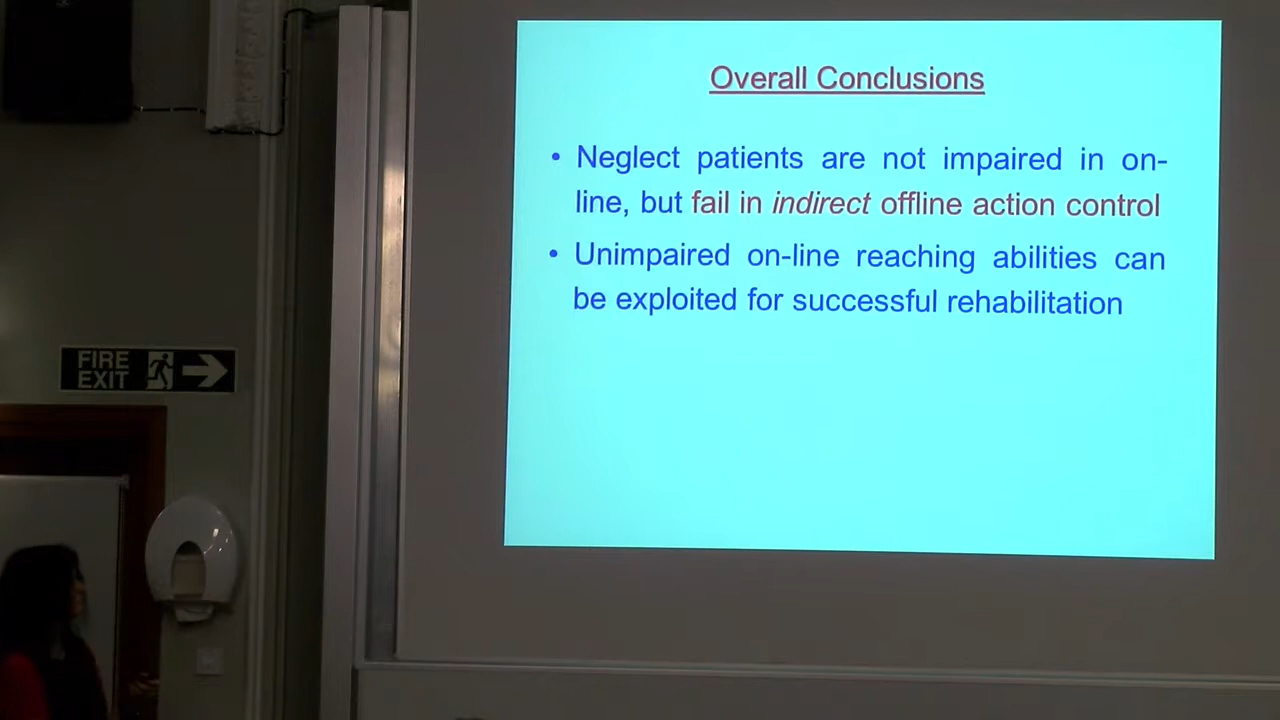 Overall Conclusions
• Neglect patients are not impaired in on-
line, but fail in indirect offline action control
• Unimpaired on-line reaching abilities can
be exploited for successful rehabilitation
FIRE
EXIT